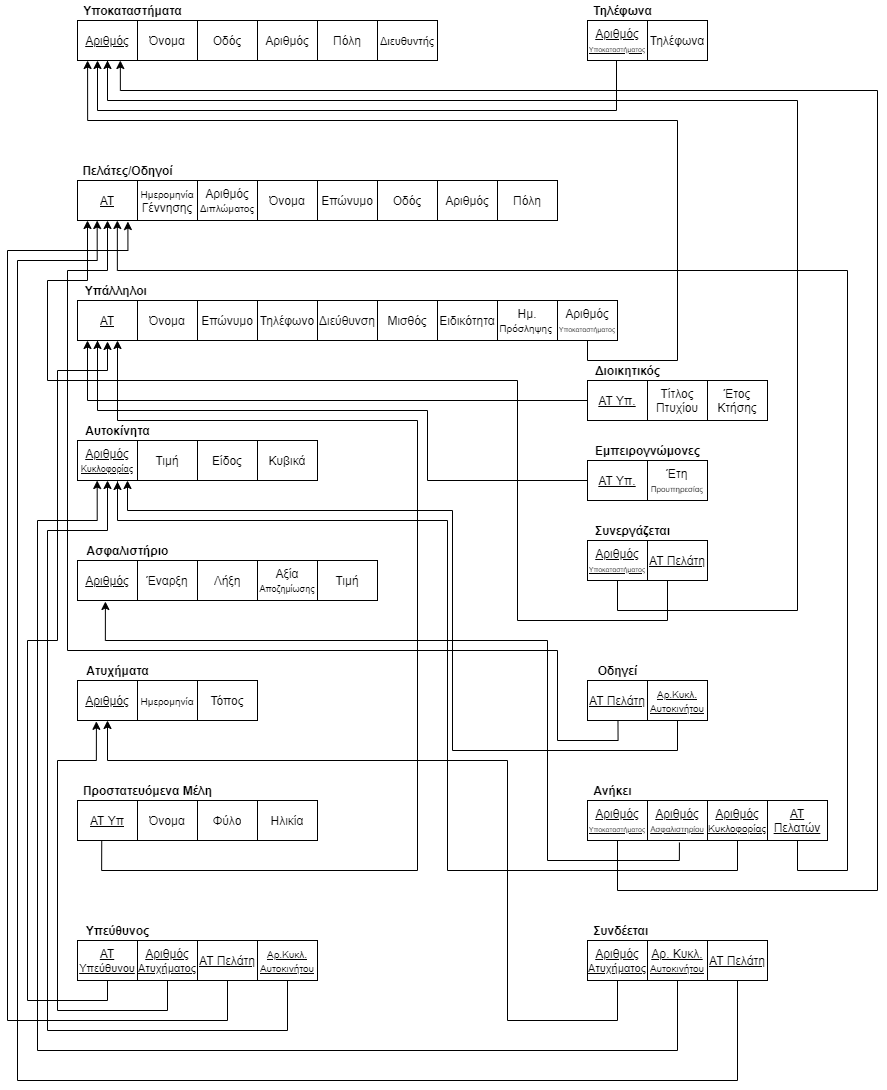 Υποκαταστήματα
Αριθμός Όνομα Οδός Αριθμός Πόλη Διευθυντής
Τηλέφωνα
Αριθμός
Υποκαταστήματος
Τηλέφωνα
Πελάτες/Οδηγοί
ΑΤ
Ημερομηνία
Γέννησης
Αριθμός
Διπλώματος
Όνομα Επώνυμο Οδός Αριθμός Πόλη
Υπάλληλοι
ΑΤ Όνομα Επώνυμο Τηλέφωνο Διεύθυνση Μισθός Ειδικότητα
Ημ.
Πρόσληψης
Αριθμός
Υποκαταστήματος
Διοικητικός
ΑΤ Υπ.
Τίτλος
Πτυχίου
Έτος
Κτήσης
Αυτοκίνητα
Αριθμός
Κυκλοφορίας
Τιμή Είδος Κυβικά
Εμπειρογνώμονες
ΑΤ Υπ.
Έτη
Προυπηρεσίας
Συνεργάζεται
Αριθμός
Υποκαταστήματος
ΑΤ Πελάτη
Ασφαλιστήριο
Αριθμός Έναρξη Λήξη
Αξία
Αποζημίωσης
Τιμή
Ατυχήματα
Αριθμός Ημερομηνία Τόπος
Οδηγεί
ΑΤ Πελάτη
Αρ.Κυκλ.
Αυτοκινήτου
Προστατευόμενα Μέλη
ΑΤ Υπ Όνομα Φύλο Ηλικία
Ανήκει
Αριθμός
Υποκαταστήματος
Αριθμός
Ασφαλιστηρίου
Αριθμός
Κυκλοφορίας
ΑΤ
Πελατών
Υπεύθυνος
ΑΤ
Υπεύθυνου
Αριθμός
Ατυχήματος
ΑΤ Πελάτη
Αρ.Κυκλ.
Αυτοκινήτου
Συνδέεται
Αριθμός
Ατυχήματος
Αρ. Κυκλ.
Αυτοκινήτου
ΑΤ Πελάτη